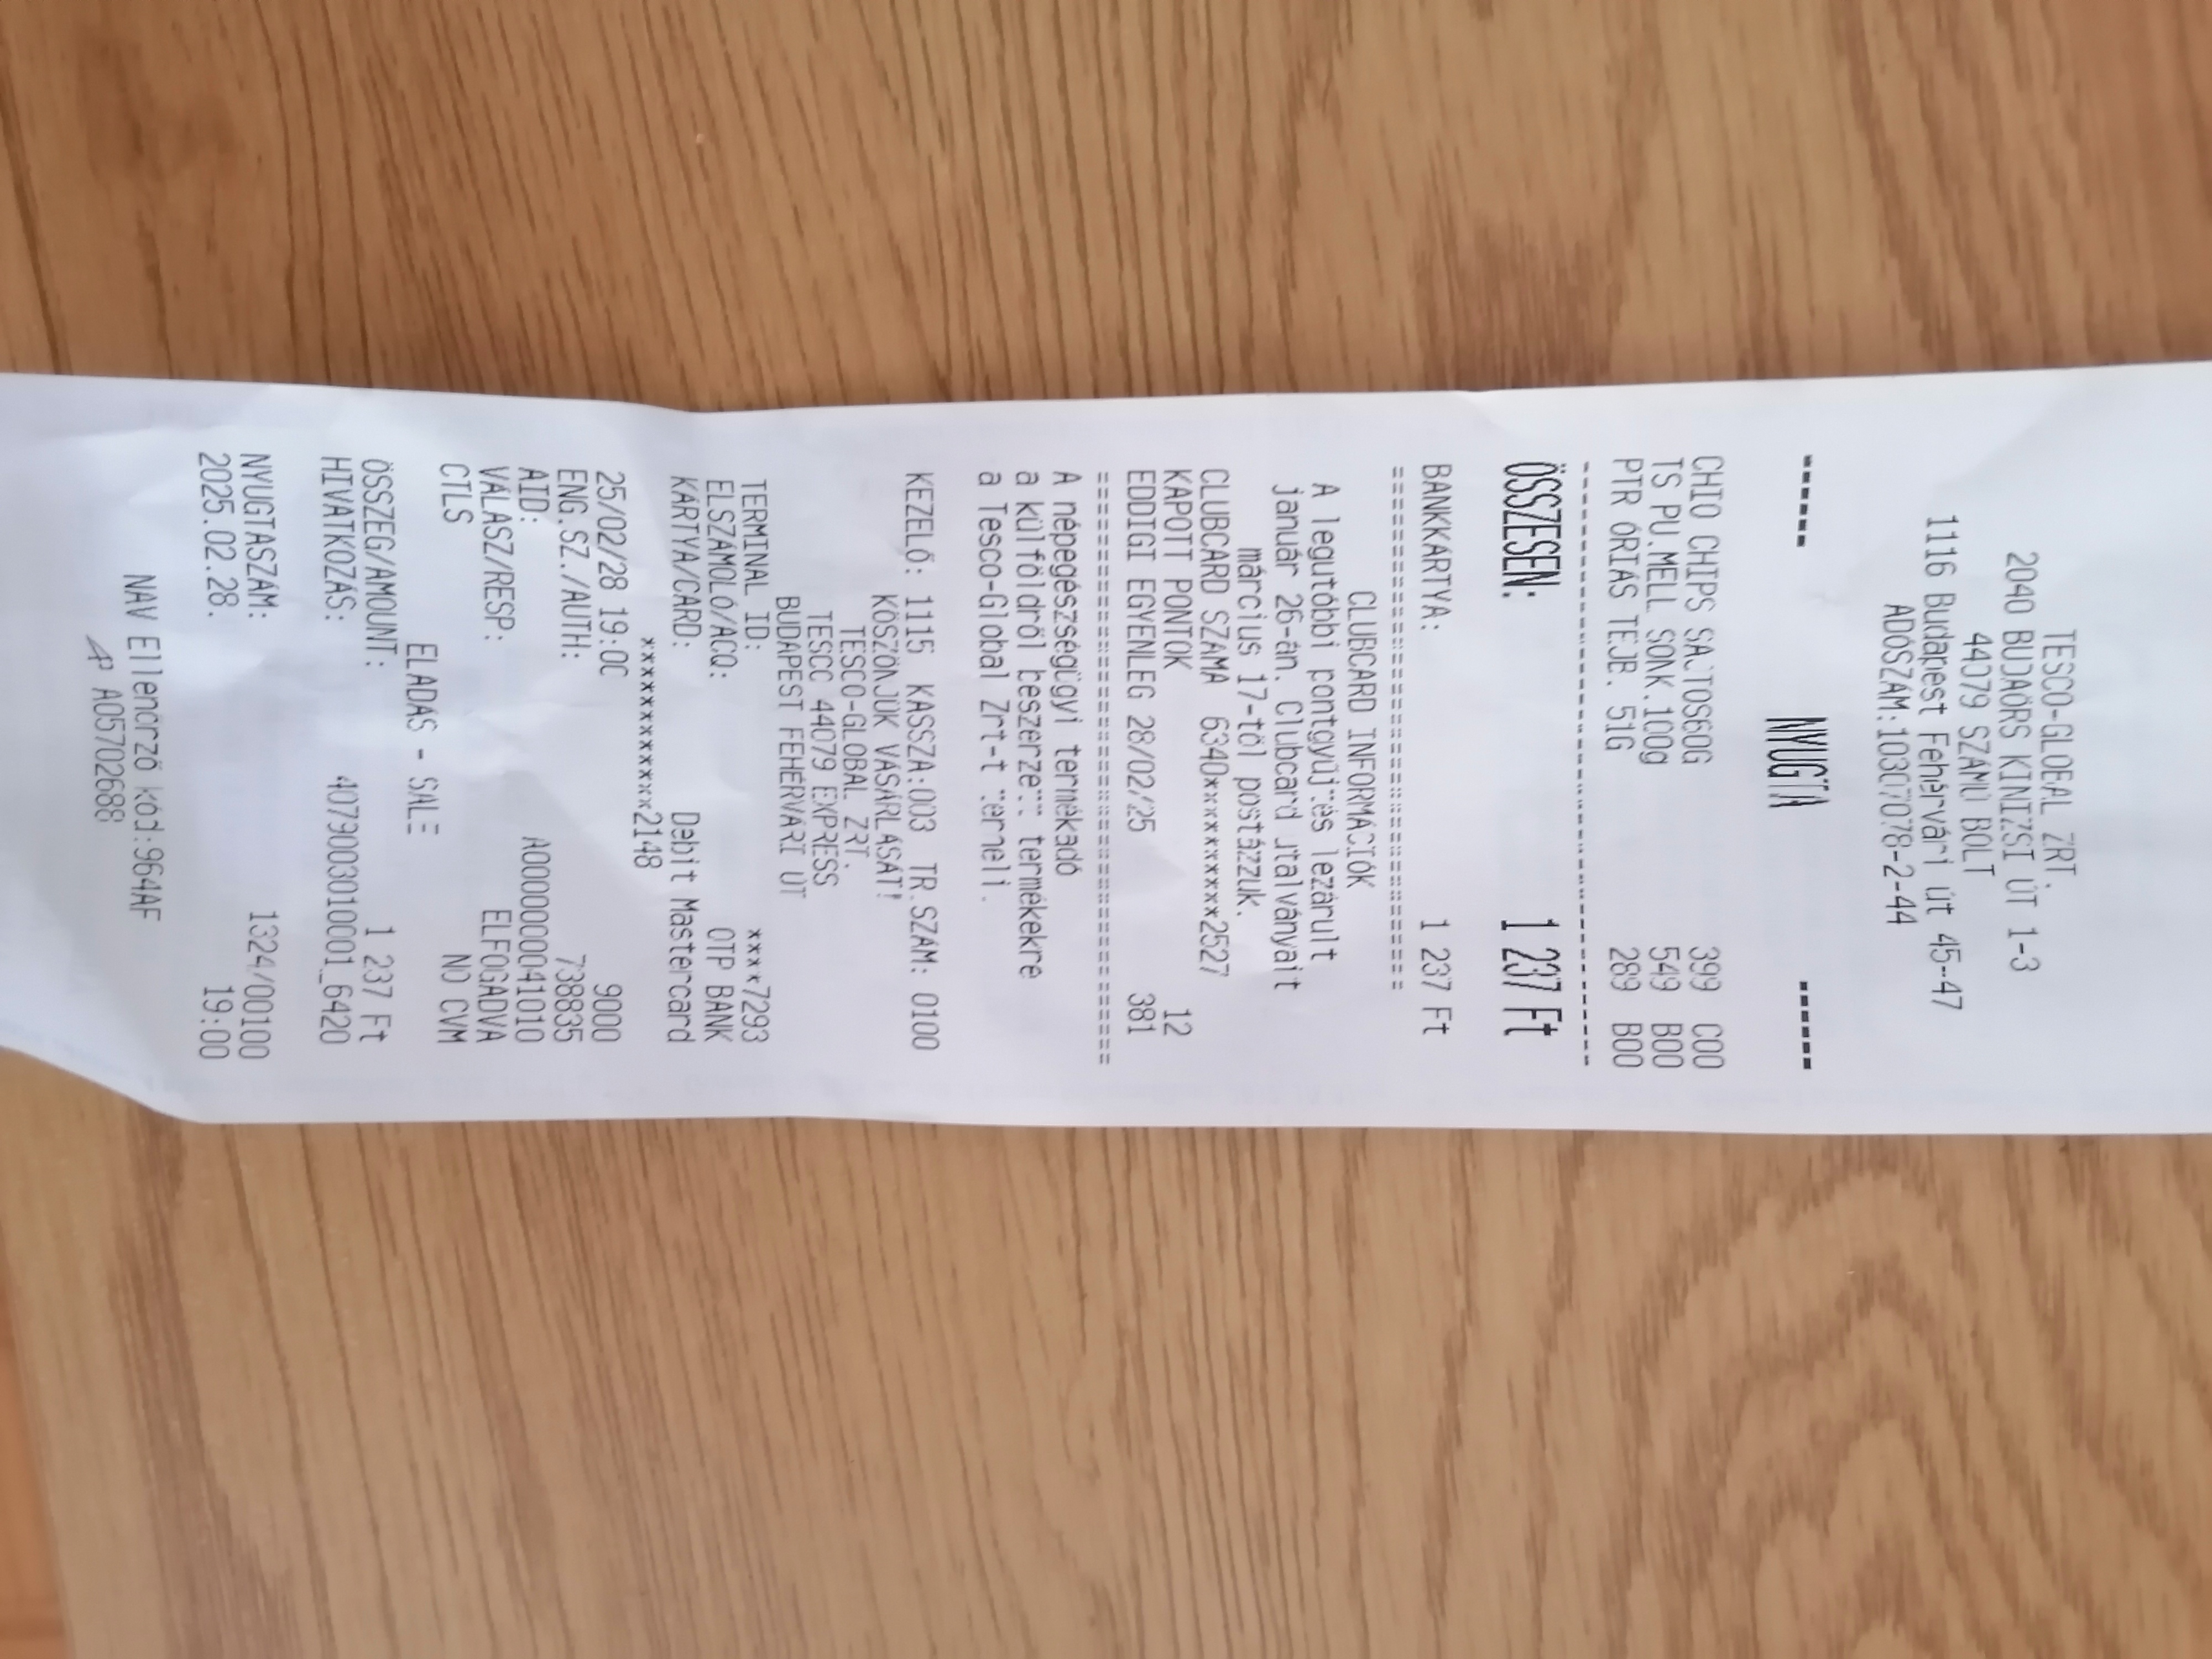 TESCO-GLOBAL ZRT.
2040 BUDAÖRS KINIZSI ÚT 1-3
44079 SZÁMÚ BOLT
1116 Budapest Fehérvári út 45-47
ADÓSZÁM:10307078-2-44
------ NYUGTA ------
CHIO CHIPS SAJTOS60G 399 C00
TS PU.MELL SONK.100g 549 B00
PTR ÓRIÁS TEJB. 51G 289 B00
ÖSSZESEN: 1 237 Ft
BANKKÁRTYA: 1 237 Ft
CLUBCARD INFORMÁCIÓK
A legutóbbi pontgyűjtés lezárult
január 26-án. Clubcard utalványait
március 17-től postázzuk.
CLUBCARD SZÁMA 6340**********2527
KAPOTT PONTOK 12
EDDIGI EGYENLEG 28/02/25 381
A népegészségügyi termékadó
a külföldről beszerzett termékekre
a Tesco-Global Zrt-t terheli.
KEZELŐ: 1115 KASSZA:003 TR.SZÁM: 0100
KÖSZÖNJÜK VÁSÁRLÁSÁT!
TESCO-GLOBAL ZRT.
TESCO 44079 EXPRESS
BUDAPEST FEHÉRVÁRI ÚT
TERMINAL ID: ****7293
ELSZÁMOLÓ/ACQ: OTP BANK
KÁRTYA/CARD: Debit Mastercard
************2148
25/02/28 19:00 9000
ENG.SZ./AUTH: 738835
AID: A0000000041010
VÁLASZ/RESP: ELFOGADVA
CTLS NO CVM
ELADÁS - SALE
ÖSSZEG/AMOUNT: 1 237 Ft
HIVATKOZÁS: 4079003010001_6420
NYUGTASZÁM: 1324/00100
2025.02.28. 19:00
NAV Ellenőrző kód:964AF
AP A05702688